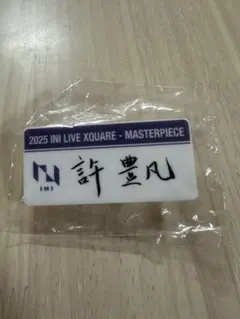 2025 INI LIVE XQUARE - MASTERPIECE
許豊凡
INI